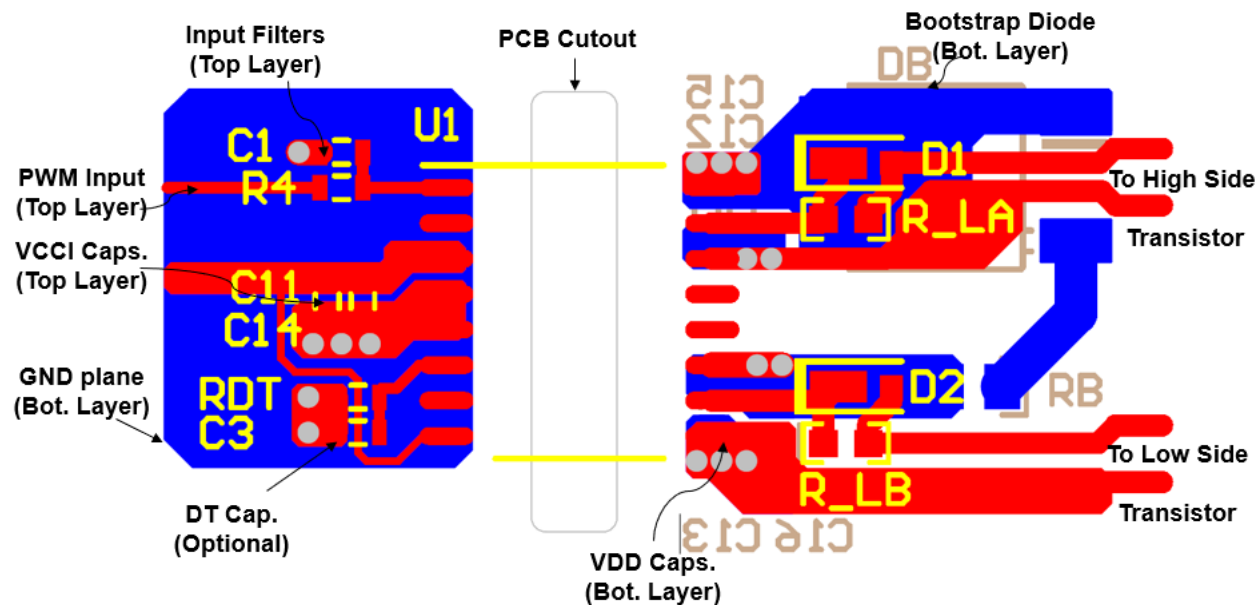 Input Filters
(Top Layer)
PCB Cutout
Bootstrap Diode
(Bot. Layer)
DB
C15
C12
C1
U1
D1
PWM Input
(Top Layer)
R4
To High Side
R_LA
Transistor
VCCI Caps.
(Top Layer)
C11
C14
GND plane
(Bot. Layer)
RDT
C3
D2
RB
To Low Side
R_LB
Transistor
DT Cap.
(Optional)
C13
C16
VDD Caps.
(Bot. Layer)